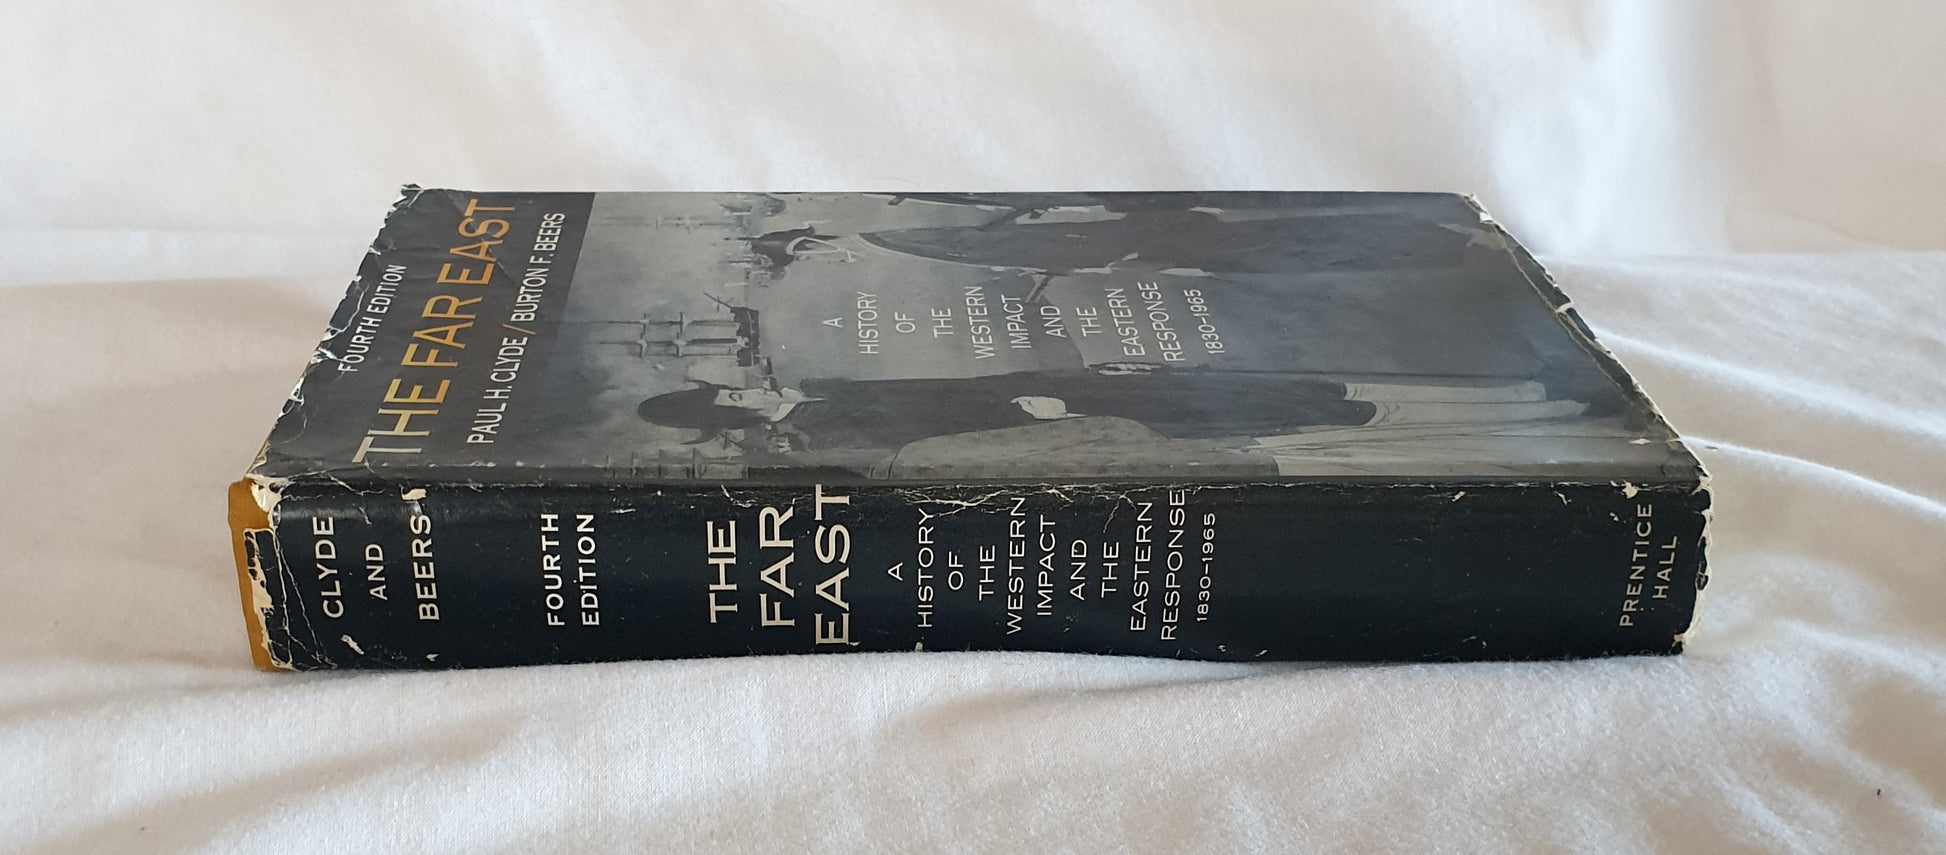 FOURTH EDITION
THE FAR EAST
PAUL H. CLYDE / BURTON F. BEERS
A
HISTORY
OF
THE
WESTERN
IMPACT
AND
THE
EASTERN
RESPONSE
1830-1965
CLYDE
AND
BEERS
FOURTH
EDITION
THE
FAR
EAST
A
HISTORY
OF
THE
WESTERN
IMPACT
AND
THE
EASTERN
RESPONSE
1830-1965
PRENTICE
HALL